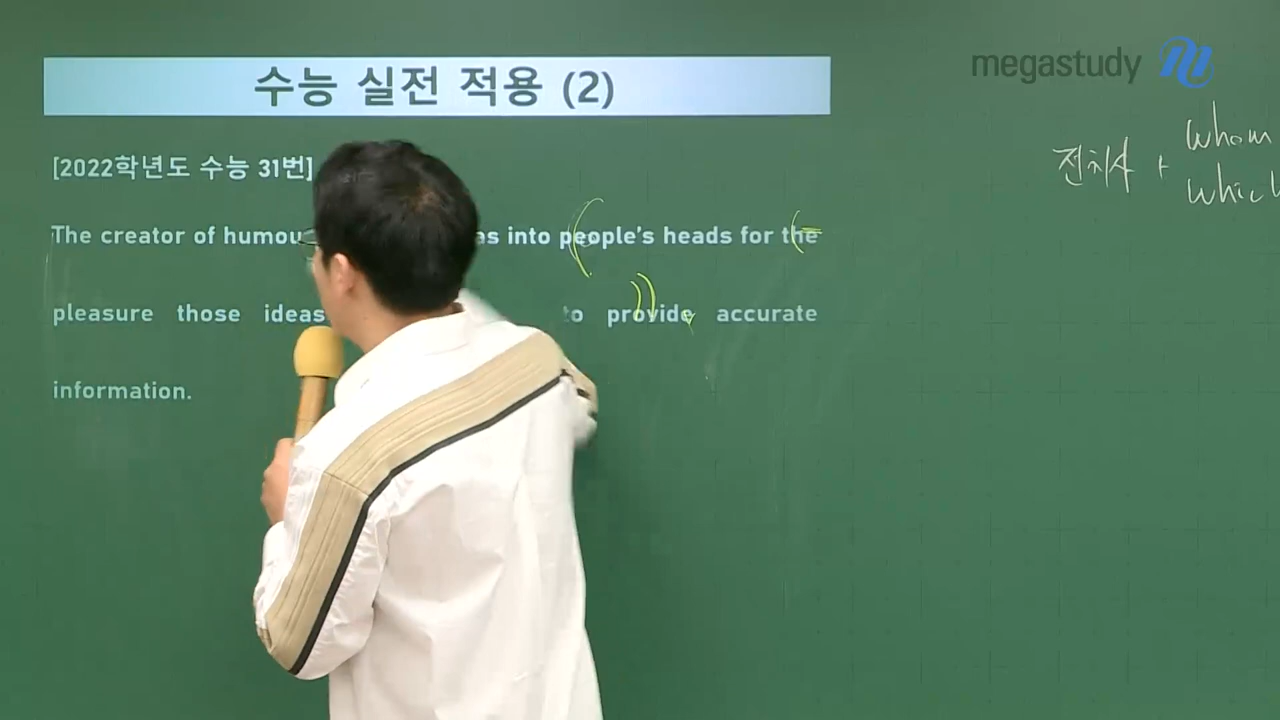 수능 실전 적용 (2)
megastudy
[2022학년도 수능 31번]
전치사 + whom
which
The creator of humou as into people's heads for the
pleasure those ideas to provide accurate
information.